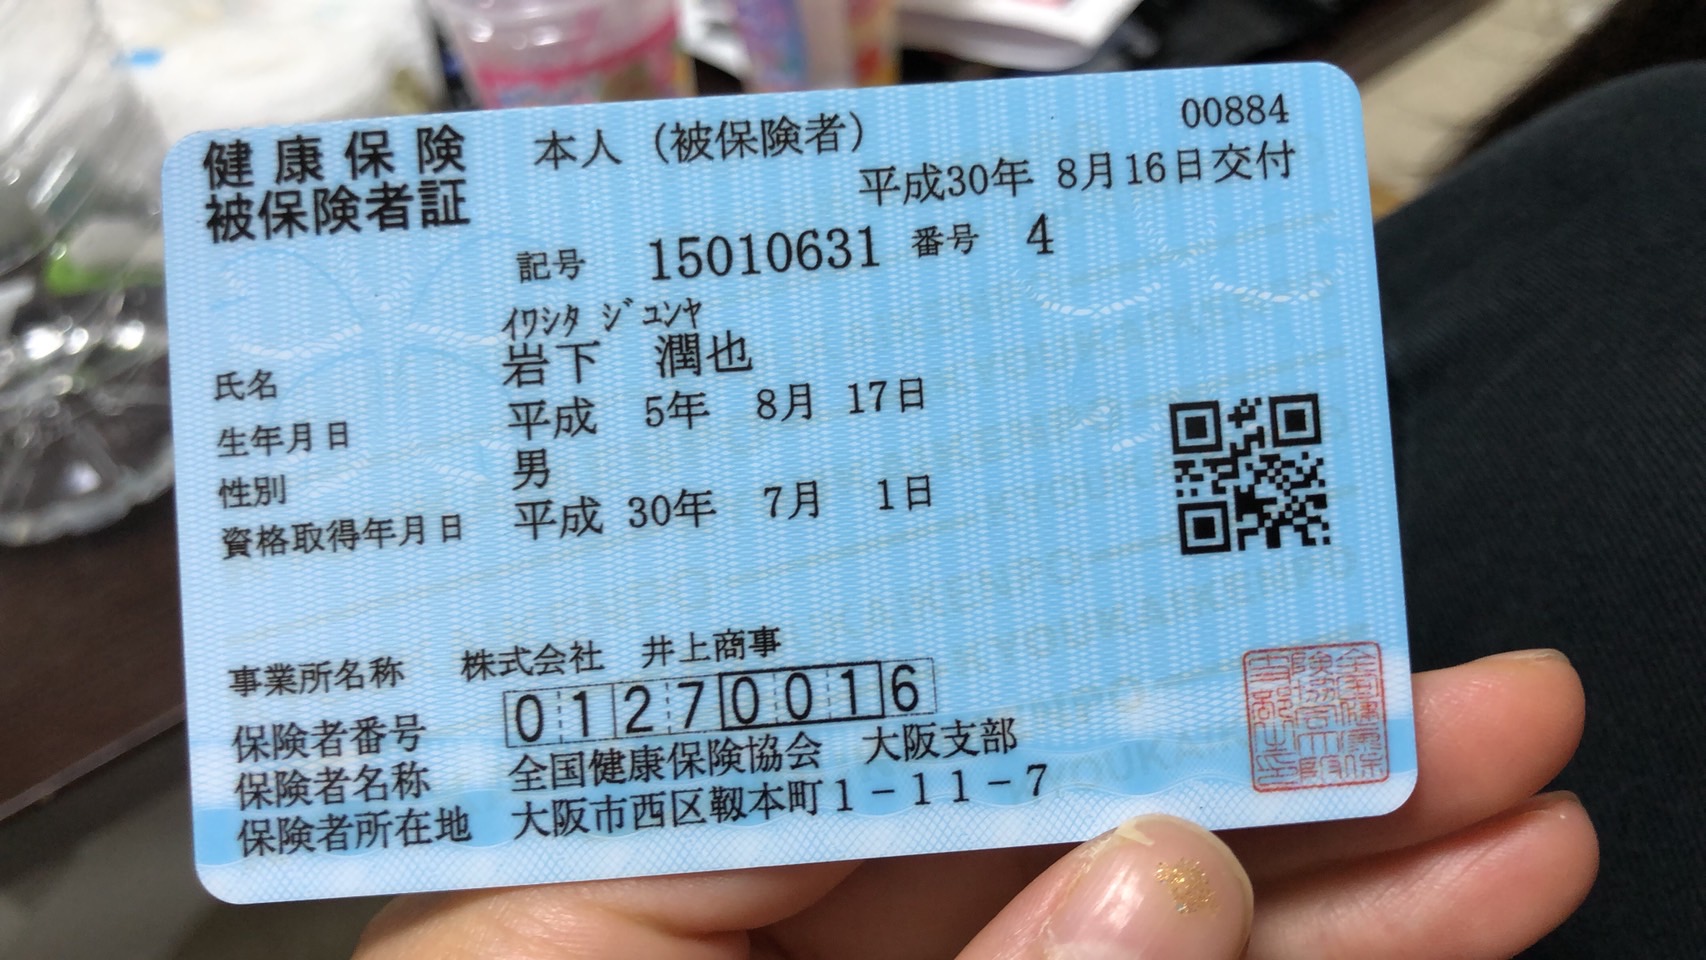 健康保険 本人（被保険者） 00884
被保険者証 平成30年 8月16日交付
記号 15010631 番号 4
ｲﾜｼﾀ ｼﾞﾕﾝﾔ
氏名 岩下 潤也
生年月日 平成 5年 8月 17日
性別 男
資格取得年月日 平成 30年 7月 1日
事業所名称 株式会社 井上商事
保険者番号 01270016
保険者名称 全国健康保険協会 大阪支部
保険者所在地 大阪市西区靱本町1－11－7